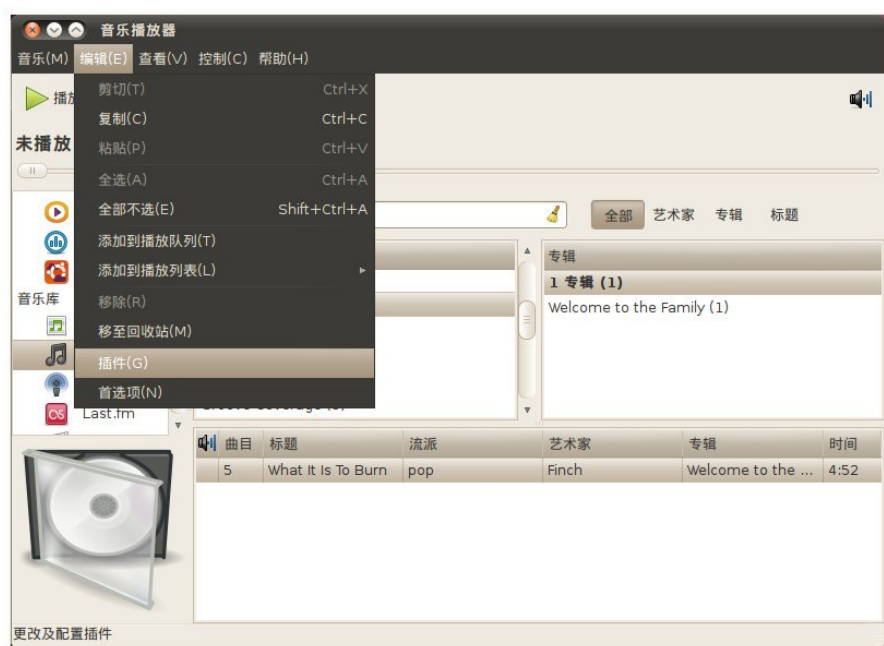 音乐播放器
音乐(M) 编辑(E) 查看(V) 控制(C) 帮助(H)
播放
剪切(T) Ctrl+X
复制(C) Ctrl+C
未播放
粘贴(P) Ctrl+V
全选(A) Ctrl+A
全部不选(E) Shift+Ctrl+A
全部 艺术家 专辑 标题
添加到播放队列(T)
添加到播放列表(L)
专辑
1 专辑 (1)
音乐库
移除(R)
Welcome to the Family (1)
移至回收站(M)
插件(G)
首选项(N)
Last.fm
曲目 标题 流派 艺术家 专辑 时间
5 What It Is To Burn pop Finch Welcome to the ... 4:52
更改及配置插件